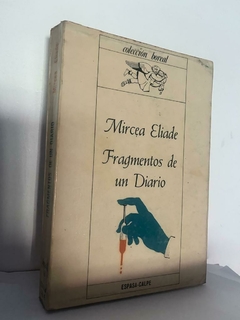 colección boreal
Mircea Eliade
Fragmentos de
un Diario
ESPASA-CALPE